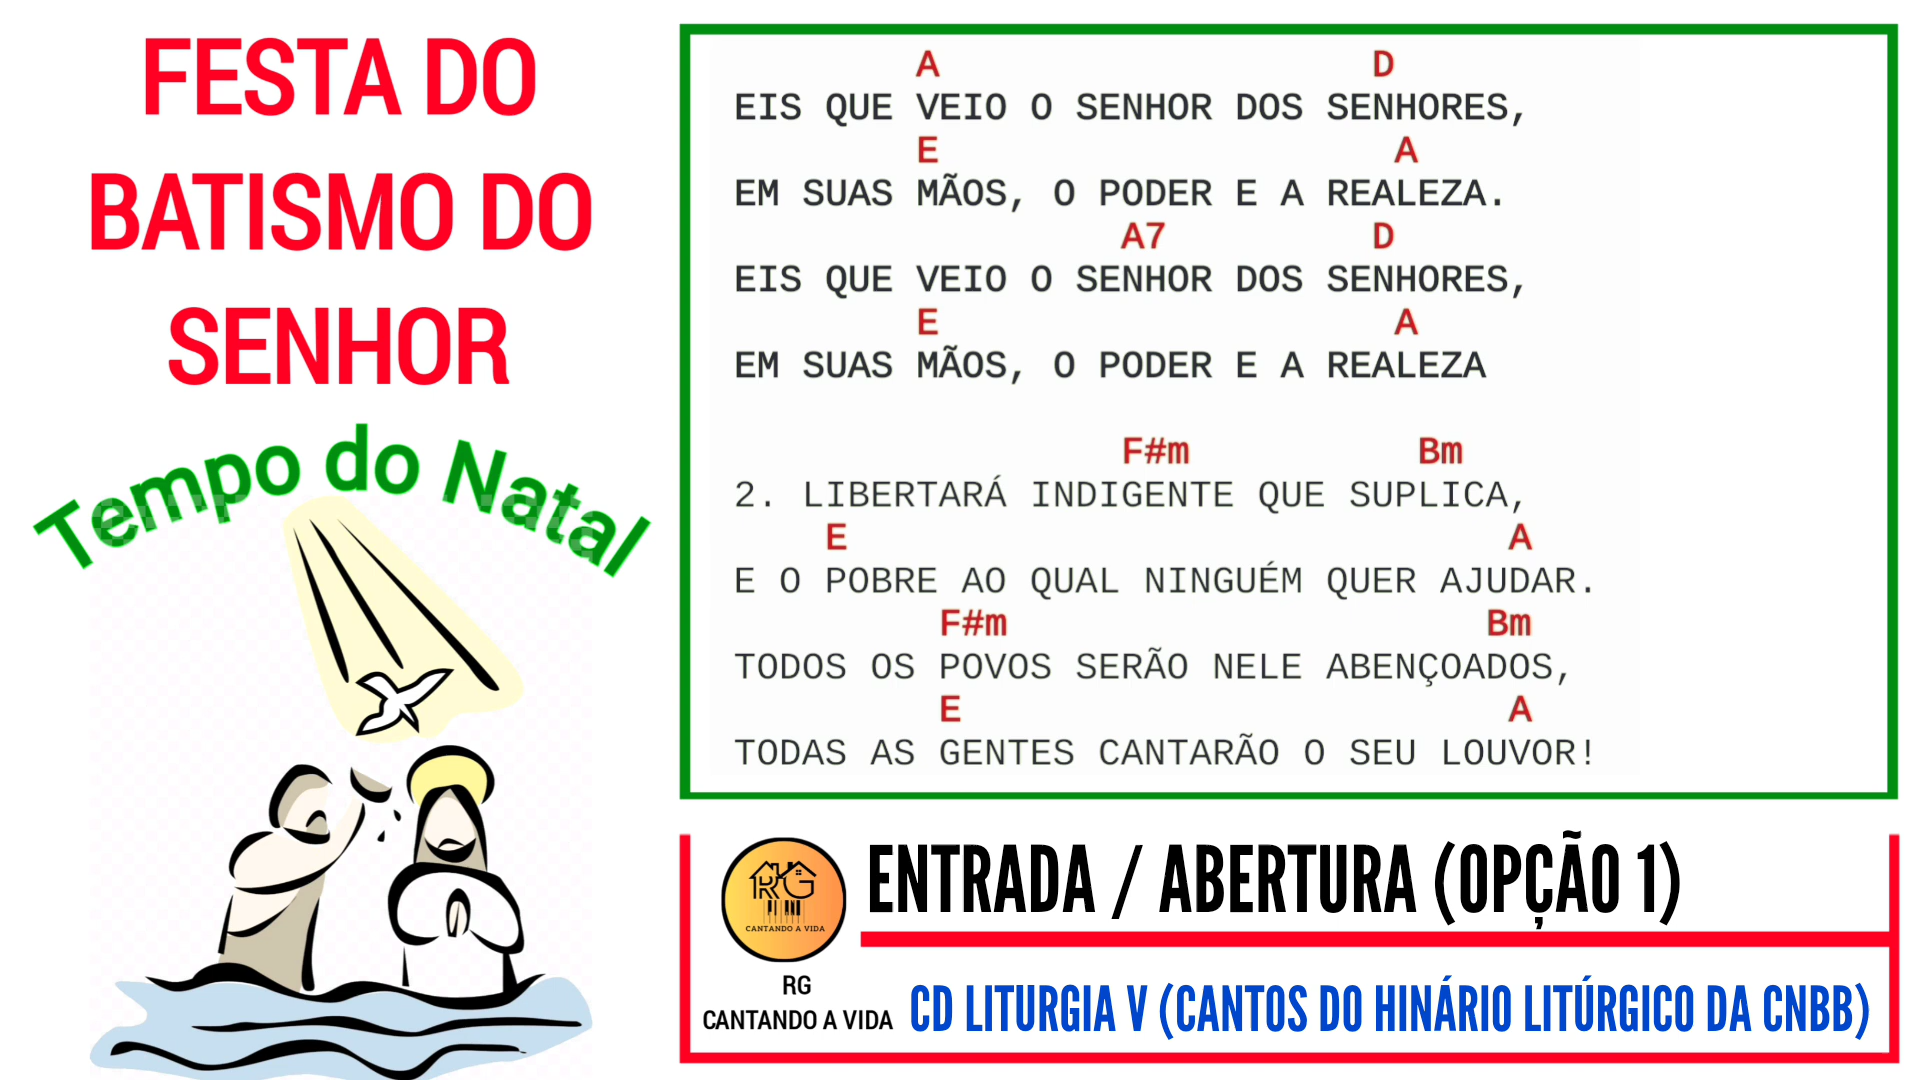 FESTA DO
BATISMO DO
SENHOR
Tempo do Natal
A D
EIS QUE VEIO O SENHOR DOS SENHORES,
E A
EM SUAS MÃOS, O PODER E A REALEZA.
A7 D
EIS QUE VEIO O SENHOR DOS SENHORES,
E A
EM SUAS MÃOS, O PODER E A REALEZA
F#m Bm
2. LIBERTARÁ INDIGENTE QUE SUPLICA,
E A
E O POBRE AO QUAL NINGUÉM QUER AJUDAR.
F#m Bm
TODOS OS POVOS SERÃO NELE ABENÇOADOS,
E A
TODAS AS GENTES CANTARÃO O SEU LOUVOR!
RG
CANTANDO A VIDA
RG
CANTANDO A VIDA
ENTRADA / ABERTURA (OPÇÃO 1)
CD LITURGIA V (CANTOS DO HINÁRIO LITÚRGICO DA CNBB)